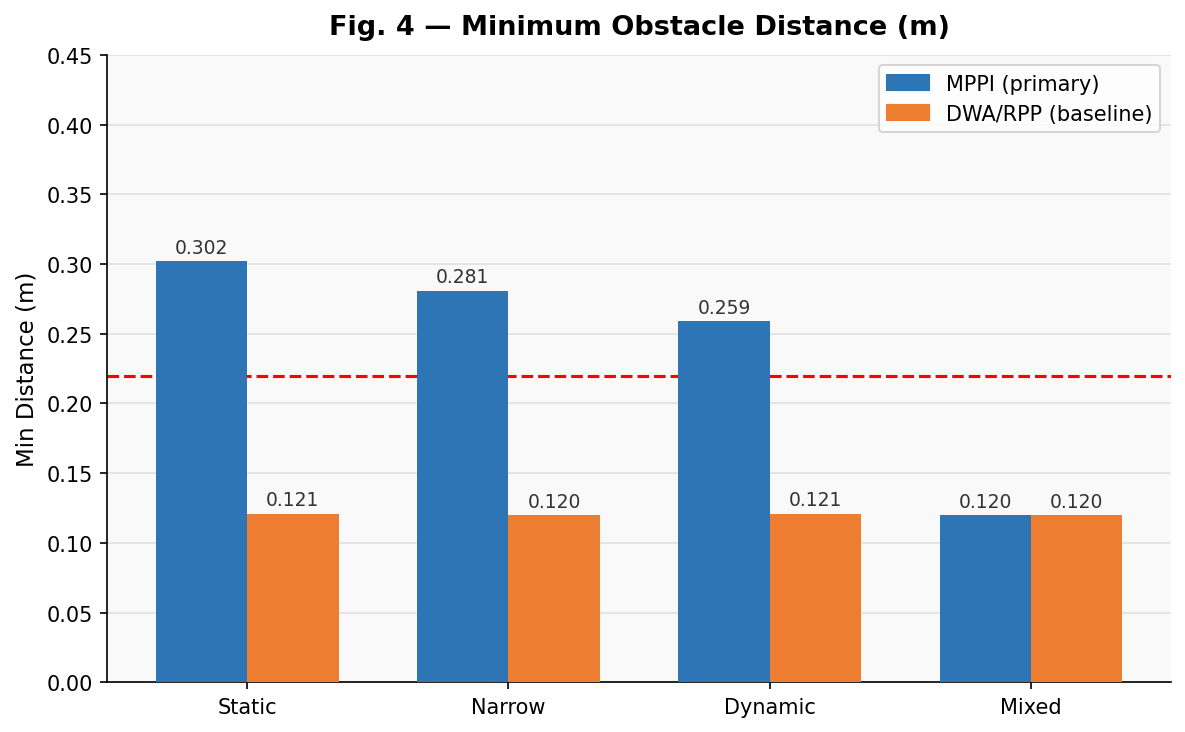 Fig. 4 — Minimum Obstacle Distance (m)
MPPI (primary)
DWA/RPP (baseline)
Min Distance (m)
0.45
0.40
0.35
0.30
0.25
0.20
0.15
0.10
0.05
0.00
0.302
0.121
0.281
0.120
0.259
0.121
0.120
0.120
Static
Narrow
Dynamic
Mixed